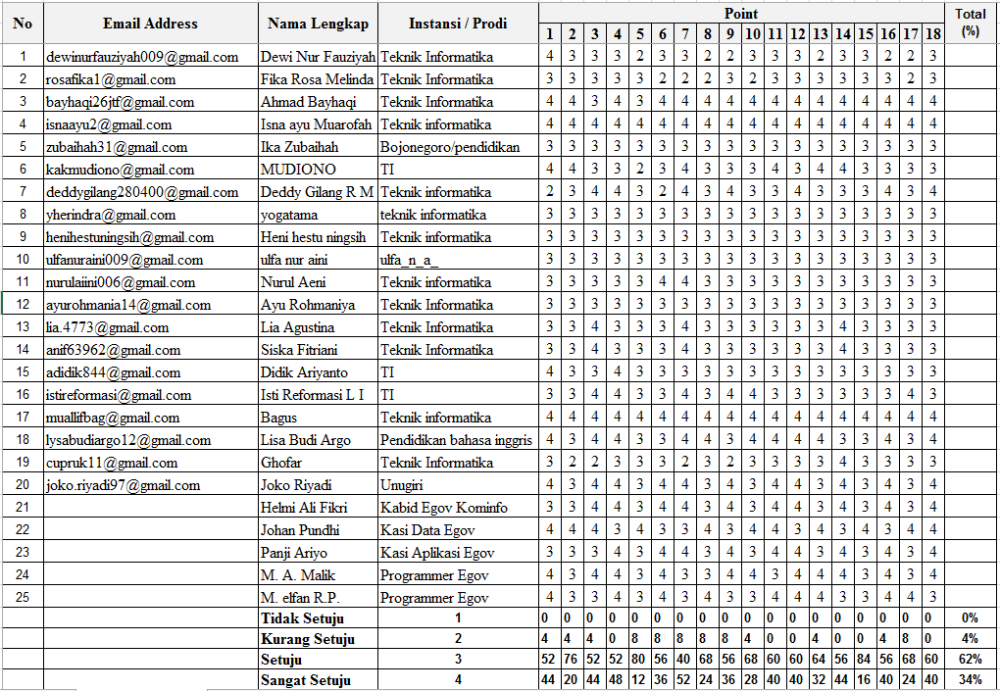 No Email Address Nama Lengkap Instansi / Prodi Point Total (%)
1 2 3 4 5 6 7 8 9 10 11 12 13 14 15 16 17 18
1 dewinurfauziyah009@gmail.com Dewi Nur Fauziyah Teknik Informatika 4 3 3 3 2 3 3 2 2 3 3 3 2 3 3 2 2 3
2 rosafika1@gmail.com Fika Rosa Melinda Teknik Informatika 3 3 3 3 3 2 2 2 3 2 3 3 3 3 3 3 2 3
3 bayhaqi26jtf@gmail.com Ahmad Bayhaqi Teknik Informatika 4 4 3 4 3 4 4 4 4 4 4 4 4 4 4 4 4 4
4 isnaayu2@gmail.com Isna ayu Muarofah Teknik informatika 4 4 4 4 4 4 4 4 4 4 4 4 4 4 4 4 4 4
5 zubaihah31@gmail.com Ika Zubaihah Bojonegoro/pendidikan 3 3 3 3 3 3 3 3 3 3 3 3 3 3 3 3 3 3
6 kakmudiono@gmail.com MUDIONO TI 4 4 3 3 2 3 4 3 3 3 4 3 4 4 3 3 3 3
7 deddygilang280400@gmail.com Deddy Gilang R M Teknik informatika 2 3 4 4 3 2 4 3 4 3 3 4 3 3 3 4 3 4
8 yherindra@gmail.com yogatama teknik informatika 3 3 3 3 3 3 3 3 3 3 3 3 3 3 3 3 3 3
9 henihestuningsih@gmail.com Heni hestu ningsih Teknik informatika 3 3 3 3 3 3 3 3 3 3 3 3 3 3 3 3 3 3
10 ulfanuraini009@gmail.com ulfa nur aini ulfa_n_a_ 3 3 3 3 3 3 3 3 3 3 3 3 3 3 3 3 3 3
11 nurulaiini006@gmail.com Nurul Aeni Teknik Informatika 3 3 3 3 3 4 4 3 3 3 3 3 3 3 3 3 3 3
12 ayurohmania14@gmail.com Ayu Rohmaniya Teknik Informatika 3 3 3 3 3 3 3 3 3 3 3 3 3 3 3 3 3 3
13 lia.4773@gmail.com Lia Agustina Teknik Informatika 3 3 4 3 3 3 4 3 3 3 3 3 3 4 3 3 3 3
14 anif63962@gmail.com Siska Fitriani Teknik Informatika 3 3 4 3 3 3 4 3 3 3 3 3 3 4 3 3 3 3
15 adidik844@gmail.com Didik Ariyanto TI 4 3 3 4 3 3 3 3 3 3 3 3 3 3 3 3 3 3
16 istireformasi@gmail.com Isti Reformasi L I TI 3 3 4 4 3 3 4 3 4 4 3 3 3 3 3 3 4 3
17 muallifbag@gmail.com Bagus Teknik informatika 4 4 4 4 4 4 4 4 4 4 4 4 4 4 4 4 4 4
18 lysabudiargo12@gmail.com Lisa Budi Argo Pendidikan bahasa inggris 4 3 4 4 3 3 4 4 3 4 4 4 4 3 3 4 3 4
19 cupruk11@gmail.com Ghofar Teknik Informatika 3 2 2 3 3 3 2 3 2 3 3 3 3 4 3 3 3 3
20 joko.riyadi97@gmail.com Joko Riyadi Unugiri 4 3 4 4 3 4 4 3 4 3 4 4 3 4 3 4 3 4
21 Helmi Ali Fikri Kabid Egov Kominfo 3 3 4 4 3 4 4 3 4 3 4 4 3 4 3 4 3 4
22 Johan Pundhi Kasi Data Egov 4 4 4 3 4 3 4 3 4 3 4 4 3 4 3 4 3 4
23 Panji Ariyo Kasi Aplikasi Egov 3 3 3 4 3 4 4 3 4 3 4 4 3 4 3 4 3 4
24 M. A. Malik Programmer Egov 4 3 4 4 3 4 3 3 4 4 3 4 4 4 3 4 3 4
25 M. elfan R.P. Programmer Egov 4 3 3 4 3 4 3 4 3 3 4 4 3 4 3 4 4 3
Tidak Setuju 1 0 0 0 0 0 0 0 0 0 0 0 0 0 0 0 0 0 0 0%
Kurang Setuju 2 4 4 4 0 8 8 8 8 8 4 0 0 4 0 0 4 8 0 4%
Setuju 3 52 76 52 52 80 56 40 68 56 68 60 60 64 56 84 56 68 60 62%
Sangat Setuju 4 44 20 44 48 12 36 52 24 36 28 40 40 32 44 16 40 24 40 34%